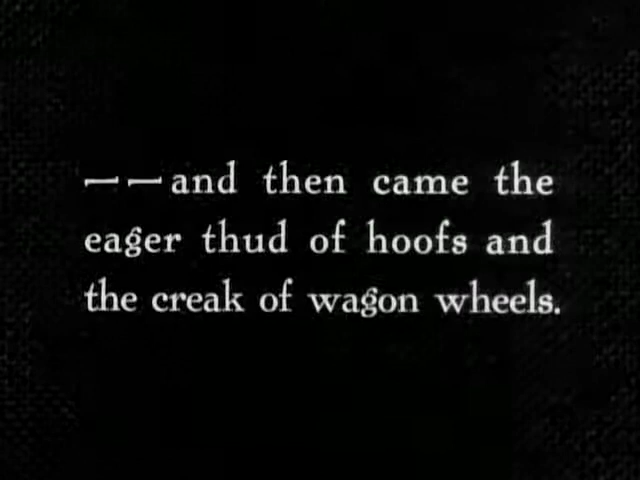 ——and then came the
eager thud of hoofs and
the creak of wagon wheels.